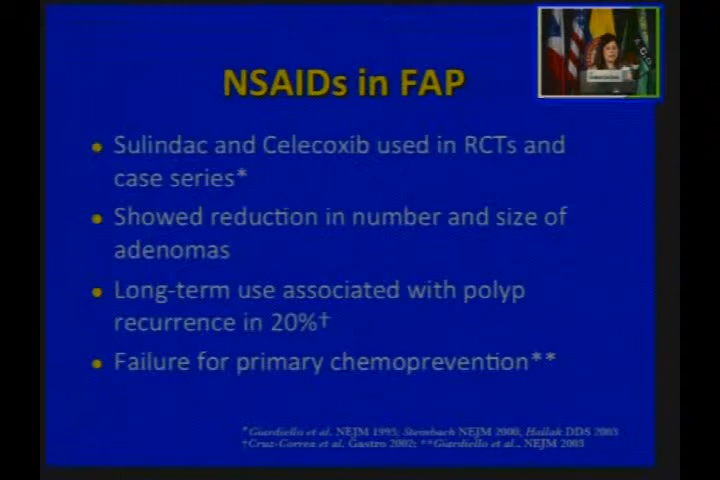 NSAIDs in FAP
• Sulindac and Celecoxib used in RCTs and
case series*
• Showed reduction in number and size of
adenomas
• Long-term use associated with polyp
recurrence in 20%†
• Failure for primary chemoprevention**
*Giardiello et al. NEJM 1993; Steinbach NEJM 2000; Hallak DDS 2003
†Cruz-Correa et al, Gastro 2002; **Giardiello et al., NEJM 2003